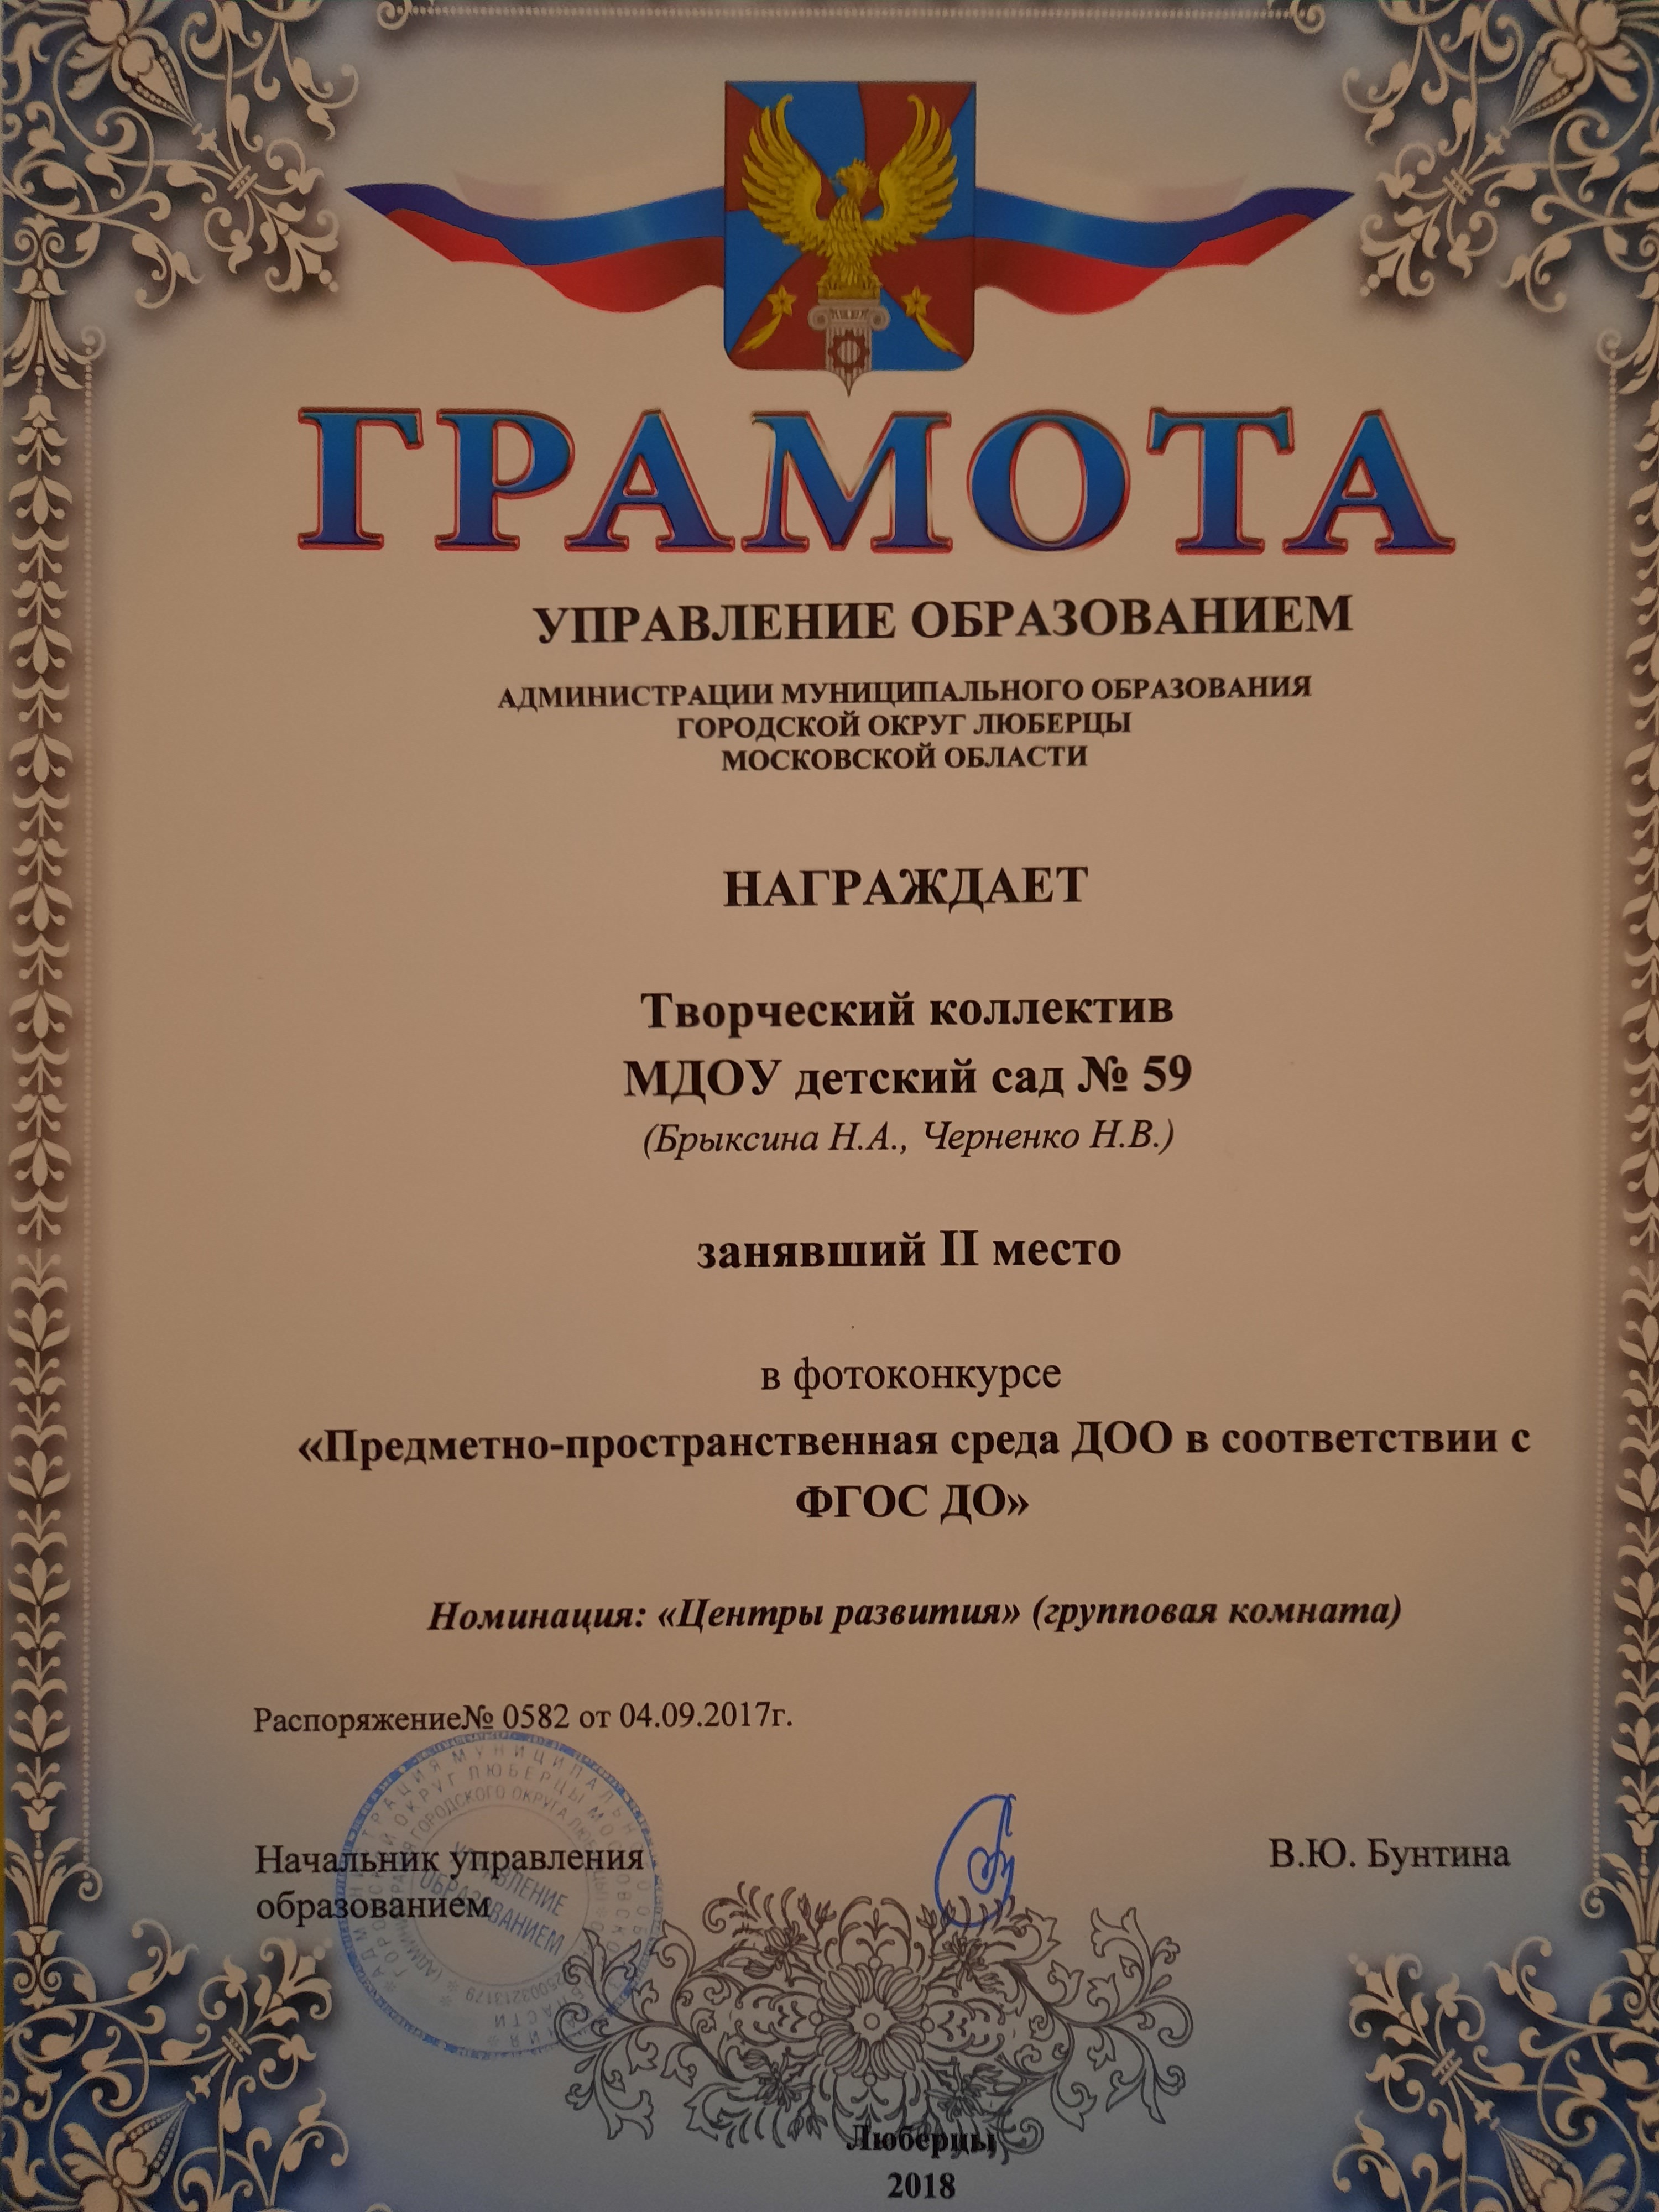 ГРАМОТА
УПРАВЛЕНИЕ ОБРАЗОВАНИЕМ
АДМИНИСТРАЦИИ МУНИЦИПАЛЬНОГО ОБРАЗОВАНИЯ
ГОРОДСКОЙ ОКРУГ ЛЮБЕРЦЫ
МОСКОВСКОЙ ОБЛАСТИ
НАГРАЖДАЕТ
Творческий коллектив
МДОУ детский сад № 59
(Брыксина Н.А., Черненко Н.В.)
занявший II место
в фотоконкурсе
«Предметно-пространственная среда ДОО в соответствии с
ФГОС ДО»
Номинация: «Центры развития» (групповая комната)
Распоряжение№ 0582 от 04.09.2017г.
Начальник управления
образованием
В.Ю. Бунтина
УПРАВЛЕНИЕ
ОБРАЗОВАНИЕМ
Люберцы
2018